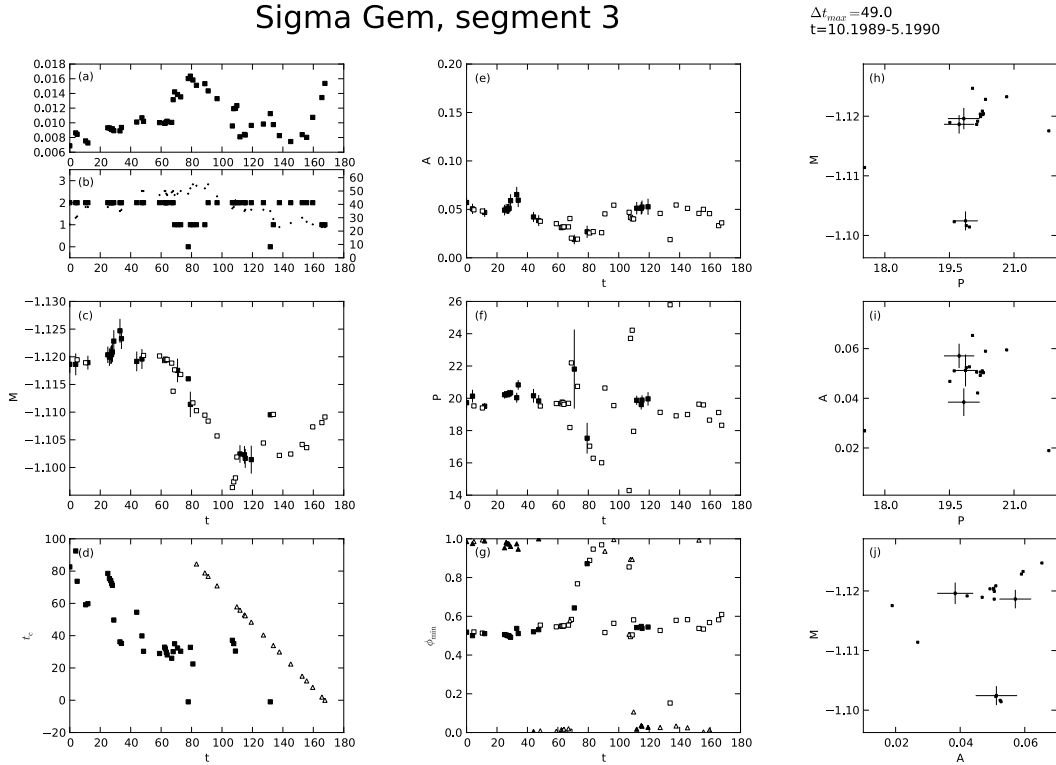 Sigma Gem, segment 3
Δt_max=49.0
t=10.1989-5.1990
(a)
0.018
0.016
0.014
0.012
0.010
0.008
0.006
0 20 40 60 80 100 120 140 160 180
(b)
3
2
1
0
60
50
40
30
20
10
0
0 20 40 60 80 100 120 140 160 180
(c)
M
−1.130
−1.125
−1.120
−1.115
−1.110
−1.105
−1.100
0 20 40 60 80 100 120 140 160 180
t
(d)
t_c
100
80
60
40
20
0
−20
0 20 40 60 80 100 120 140 160 180
t
(e)
A
0.20
0.15
0.10
0.05
0.00
0 20 40 60 80 100 120 140 160 180
t
(f)
P
26
24
22
20
18
16
14
0 20 40 60 80 100 120 140 160 180
t
(g)
ϕ_min
1.0
0.8
0.6
0.4
0.2
0.0
0 20 40 60 80 100 120 140 160 180
t
(h)
M
−1.12
−1.11
−1.10
18.0 19.5 21.0
P
(i)
A
0.06
0.04
0.02
18.0 19.5 21.0
P
(j)
M
−1.12
−1.11
−1.10
0.02 0.04 0.06
A